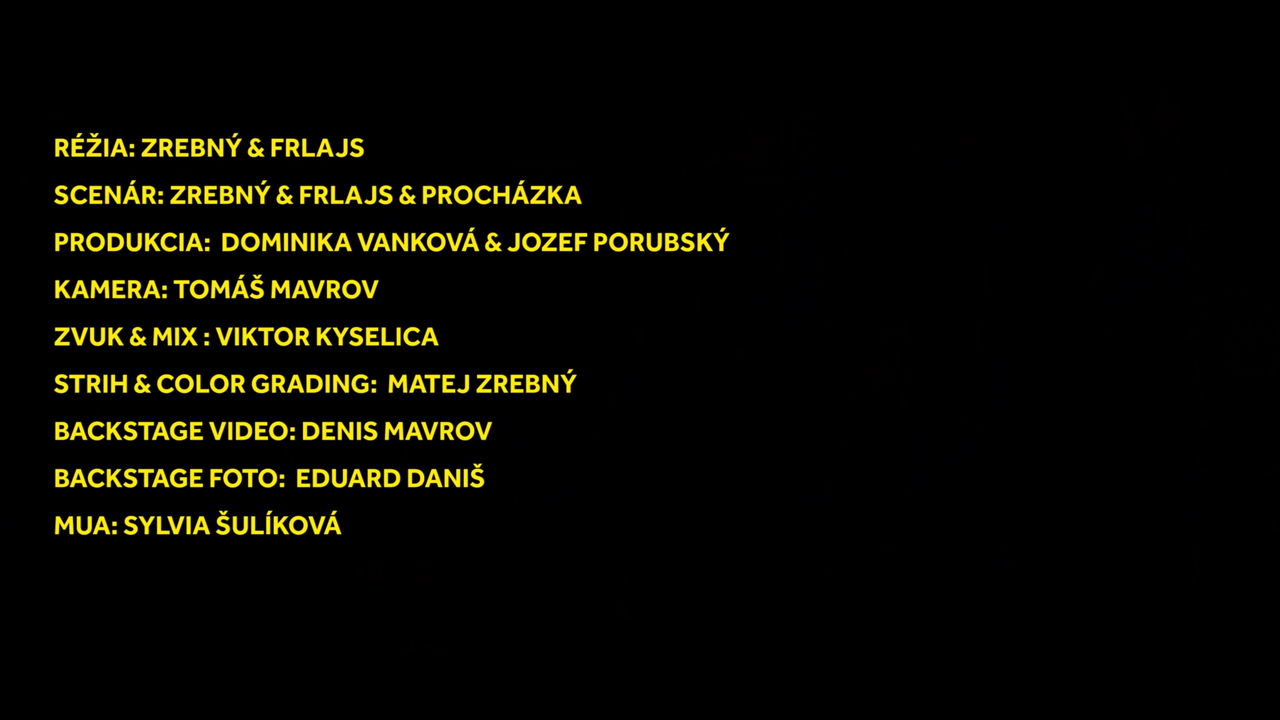 RÉŽIA: ZREBNÝ & FRLAJS
SCENÁR: ZREBNÝ & FRLAJS & PROCHÁZKA
PRODUKCIA:  DOMINIKA VANKOVÁ & JOZEF PORUBSKÝ
KAMERA: TOMÁŠ MAVROV
ZVUK & MIX : VIKTOR KYSELICA
STRIH & COLOR GRADING:  MATEJ ZREBNÝ
BACKSTAGE VIDEO: DENIS MAVROV
BACKSTAGE FOTO:  EDUARD DANIŠ
MUA: SYLVIA ŠULÍKOVÁ